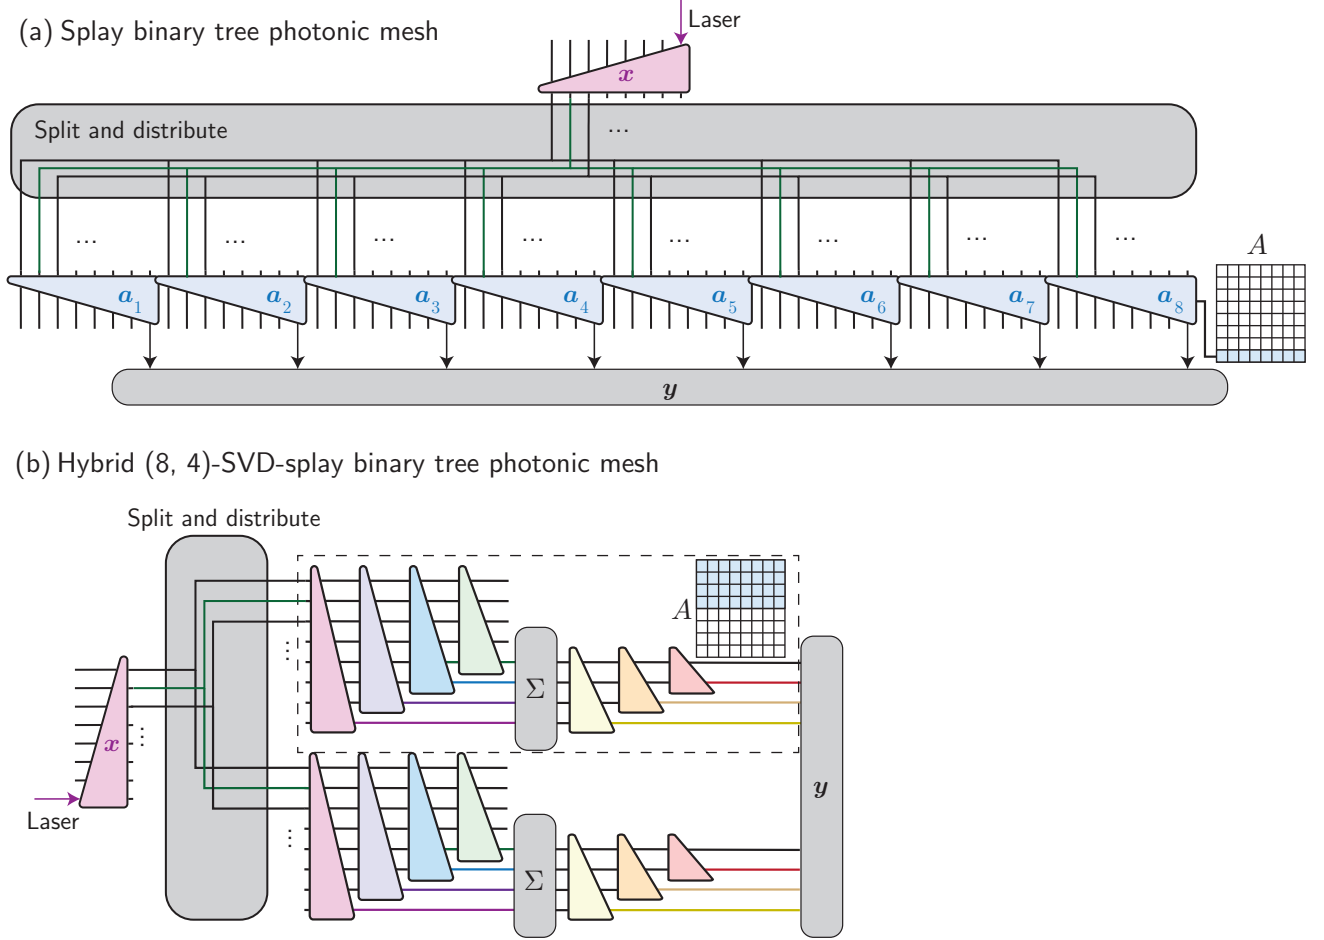 (a) Splay binary tree photonic mesh
Laser
x
Split and distribute
...
... ... ... ... ... ... ... ...
A
a1 a2 a3 a4 a5 a6 a7 a8
y
(b) Hybrid (8, 4)-SVD-splay binary tree photonic mesh
Split and distribute
A
...
Σ
x
...
y
Laser
...
Σ